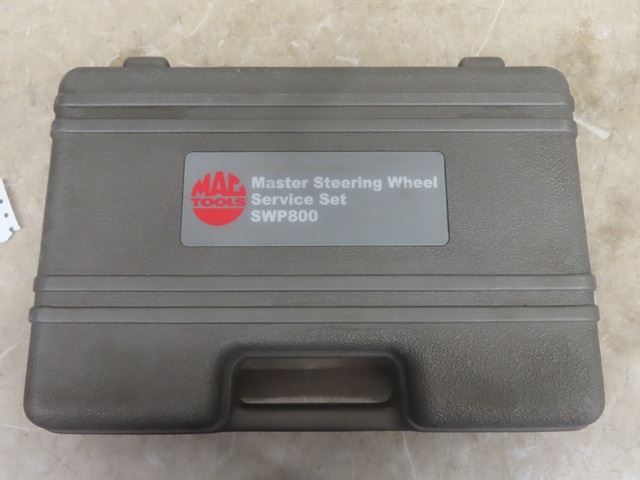 MAC
TOOLS
Master Steering Wheel
Service Set
SWP800